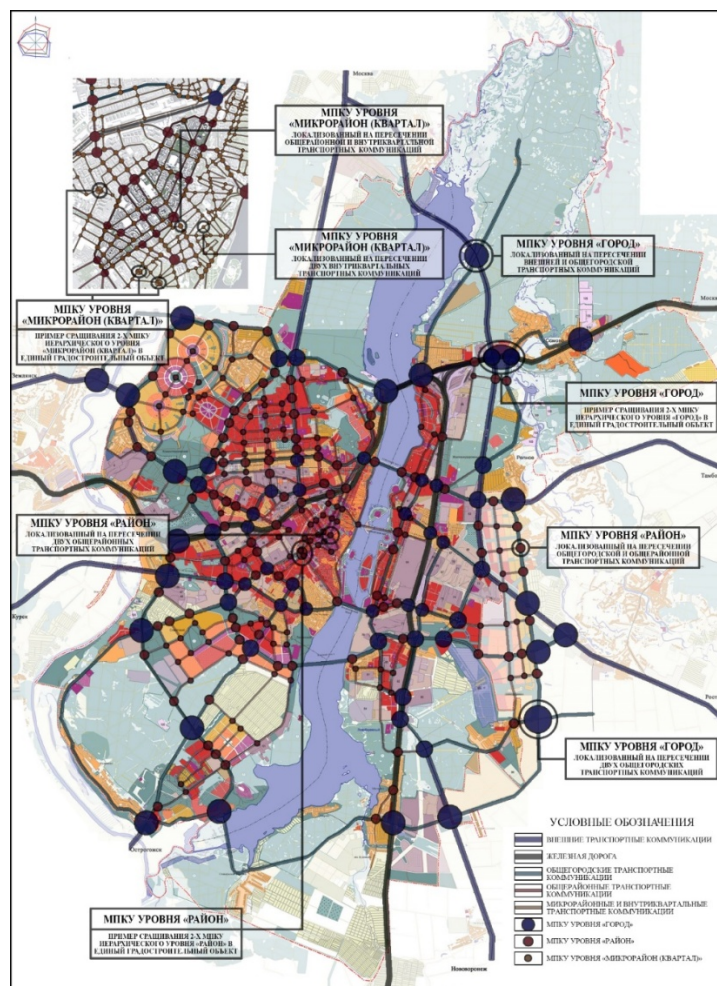 Москва
МПКУ УРОВНЯ
«МИКРОРАЙОН (КВАРТАЛ)»
ЛОКАЛИЗОВАННЫЙ НА ПЕРЕСЕЧЕНИИ
ОБЩЕРАЙОННОЙ И ВНУТРИКВАРТАЛЬНОЙ
ТРАНСПОРТНЫХ КОММУНИКАЦИЙ
МПКУ УРОВНЯ
«МИКРОРАЙОН (КВАРТАЛ)»
ЛОКАЛИЗОВАННЫЙ НА ПЕРЕСЕЧЕНИИ
ДВУХ ВНУТРИКВАРТАЛЬНЫХ
ТРАНСПОРТНЫХ КОММУНИКАЦИЙ
МПКУ УРОВНЯ «ГОРОД»
ЛОКАЛИЗОВАННЫЙ НА ПЕРЕСЕЧЕНИИ
ВНЕШНЕЙ И ОБЩЕГОРОДСКОЙ
ТРАНСПОРТНЫХ КОММУНИКАЦИЙ
МПКУ УРОВНЯ
«МИКРОРАЙОН (КВАРТАЛ)»
ПРИМЕР СРАЩИВАНИЯ 2-Х МПКУ
ИЕРАРХИЧЕСКОГО УРОВНЯ
«МИКРОРАЙОН (КВАРТАЛ)» В
ЕДИНЫЙ ГРАДОСТРОИТЕЛЬНЫЙ ОБЪЕКТ
МПКУ УРОВНЯ «ГОРОД»
ПРИМЕР СРАЩИВАНИЯ 2-Х МПКУ
ИЕРАРХИЧЕСКОГО УРОВНЯ «ГОРОД» В
ЕДИНЫЙ ГРАДОСТРОИТЕЛЬНЫЙ ОБЪЕКТ
МПКУ УРОВНЯ «РАЙОН»
ЛОКАЛИЗОВАННЫЙ НА ПЕРЕСЕЧЕНИИ
ДВУХ ОБЩЕРАЙОННЫХ
ТРАНСПОРТНЫХ КОММУНИКАЦИЙ
МПКУ УРОВНЯ «РАЙОН»
ЛОКАЛИЗОВАННЫЙ НА ПЕРЕСЕЧЕНИИ
ОБЩЕГОРОДСКОЙ И ОБЩЕРАЙОННОЙ
ТРАНСПОРТНЫХ КОММУНИКАЦИЙ
Курск
МПКУ УРОВНЯ «ГОРОД»
ЛОКАЛИЗОВАННЫЙ НА ПЕРЕСЕЧЕНИИ
ДВУХ ОБЩЕГОРОДСКИХ
ТРАНСПОРТНЫХ КОММУНИКАЦИЙ
Острогожск
МПКУ УРОВНЯ «РАЙОН»
ПРИМЕР СРАЩИВАНИЯ 2-Х МПКУ
ИЕРАРХИЧЕСКОГО УРОВНЯ «РАЙОН» В
ЕДИНЫЙ ГРАДОСТРОИТЕЛЬНЫЙ ОБЪЕКТ
Нововоронеж
УСЛОВНЫЕ ОБОЗНАЧЕНИЯ
ВНЕШНИЕ ТРАНСПОРТНЫЕ КОММУНИКАЦИИ
ЖЕЛЕЗНАЯ ДОРОГА
ОБЩЕГОРОДСКИЕ ТРАНСПОРТНЫЕ
КОММУНИКАЦИИ
ОБЩЕРАЙОННЫЕ ТРАНСПОРТНЫЕ
КОММУНИКАЦИИ
МИКРОРАЙОННЫЕ И ВНУТРИКВАРТАЛЬНЫЕ
ТРАНСПОРТНЫЕ КОММУНИКАЦИИ
МПКУ УРОВНЯ «ГОРОД»
МПКУ УРОВНЯ «РАЙОН»
МПКУ УРОВНЯ «МИКРОРАЙОН (КВАРТАЛ)»